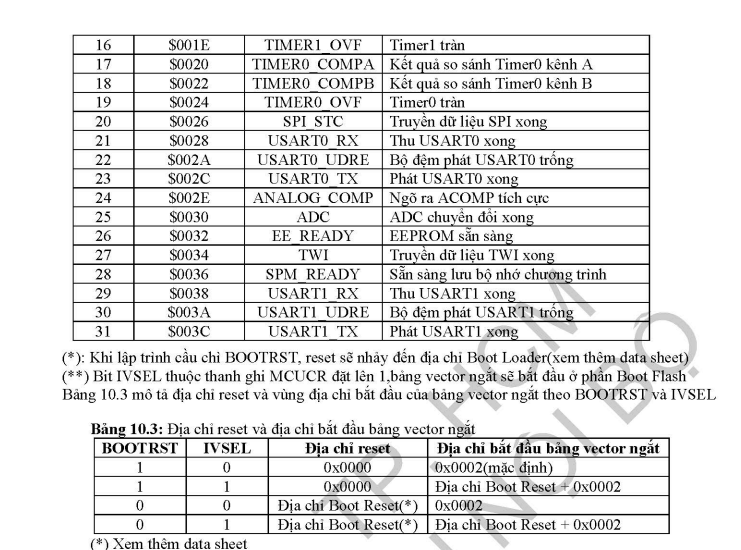 16 $001E TIMER1_OVF Timer1 tràn
17 $0020 TIMER0_COMPA Kết quả so sánh Timer0 kênh A
18 $0022 TIMER0_COMPB Kết quả so sánh Timer0 kênh B
19 $0024 TIMER0_OVF Timer0 tràn
20 $0026 SPI_STC Truyền dữ liệu SPI xong
21 $0028 USART0_RX Thu USART0 xong
22 $002A USART0_UDRE Bộ đệm phát USART0 trống
23 $002C USART0_TX Phát USART0 xong
24 $002E ANALOG_COMP Ngõ ra ACOMP tích cực
25 $0030 ADC ADC chuyển đổi xong
26 $0032 EE_READY EEPROM sẵn sàng
27 $0034 TWI Truyền dữ liệu TWI xong
28 $0036 SPM_READY Sẵn sàng lưu bộ nhớ chương trình
29 $0038 USART1_RX Thu USART1 xong
30 $003A USART1_UDRE Bộ đệm phát USART1 trống
31 $003C USART1_TX Phát USART1 xong
(*): Khi lập trình cầu chì BOOTRST, reset sẽ nhảy đến địa chỉ Boot Loader(xem thêm data sheet)
(**) Bit IVSEL thuộc thanh ghi MCUCR đặt lên 1,bảng vector ngắt sẽ bắt đầu ở phần Boot Flash
Bảng 10.3 mô tả địa chỉ reset và vùng địa chỉ bắt đầu của bảng vector ngắt theo BOOTRST và IVSEL
Bảng 10.3: Địa chỉ reset và địa chỉ bắt đầu bảng vector ngắt
BOOTRST IVSEL Địa chỉ reset Địa chỉ bắt đầu bảng vector ngắt
1 0 0x0000 0x0002(mặc định)
1 1 0x0000 Địa chỉ Boot Reset + 0x0002
0 0 Địa chỉ Boot Reset(*) 0x0002
0 1 Địa chỉ Boot Reset(*) Địa chỉ Boot Reset + 0x0002
(*) Xem thêm data sheet
TP HCM
NỘI BỘ